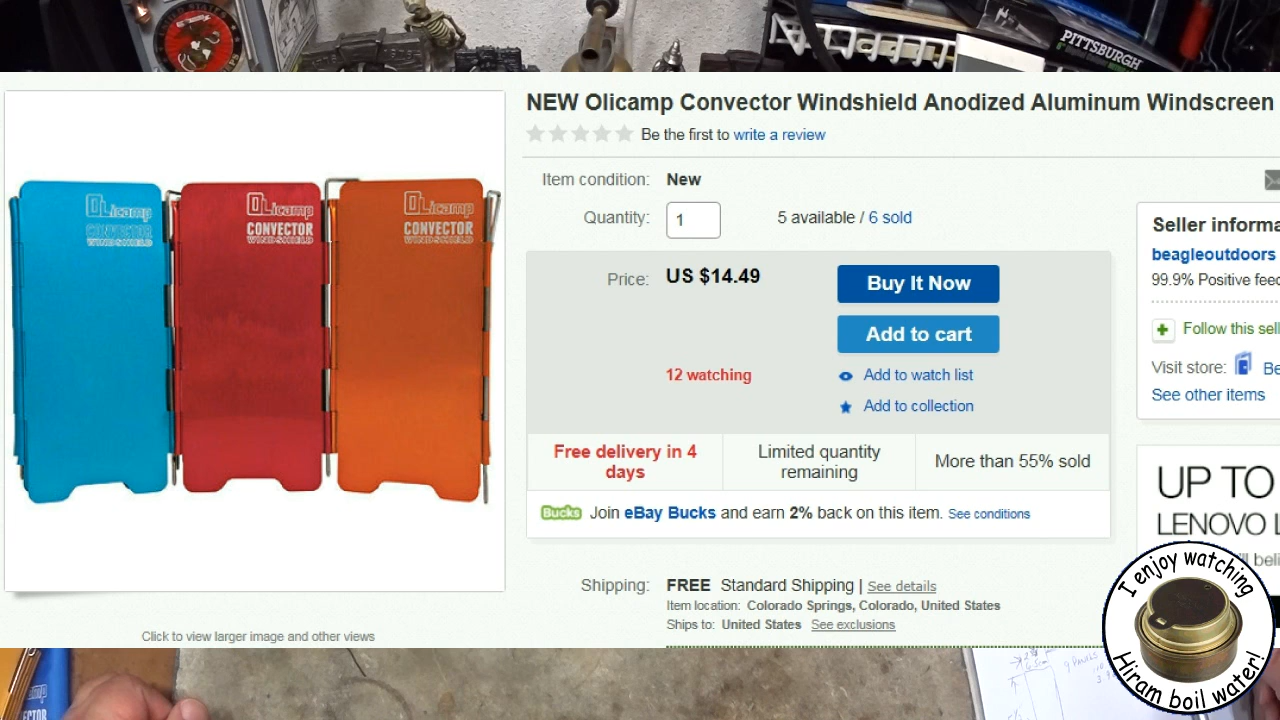 PITTSBURGH
NEW Olicamp Convector Windshield Anodized Aluminum Windscreen
Be the first to write a review
Item condition: New
Quantity: 1 5 available / 6 sold
Price: US $14.49
Buy It Now
Add to cart
12 watching
Add to watch list
Add to collection
Free delivery in 4
days
Limited quantity
remaining
More than 55% sold
Bucks Join eBay Bucks and earn 2% back on this item. See conditions
Shipping: FREE Standard Shipping | See details
Item location: Colorado Springs, Colorado, United States
Ships to: United States See exclusions
Seller informa
beagleoutdoors
99.9% Positive feed
Follow this sell
Visit store: Be
See other items
UP TO
LENOVO L
OLicamp
CONVECTOR
WINDSHIELD
OLicamp
CONVECTOR
WINDSHIELD
OLicamp
CONVECTOR
WINDSHIELD
Click to view larger image and other views
I enjoy watching
Hiram boil water!